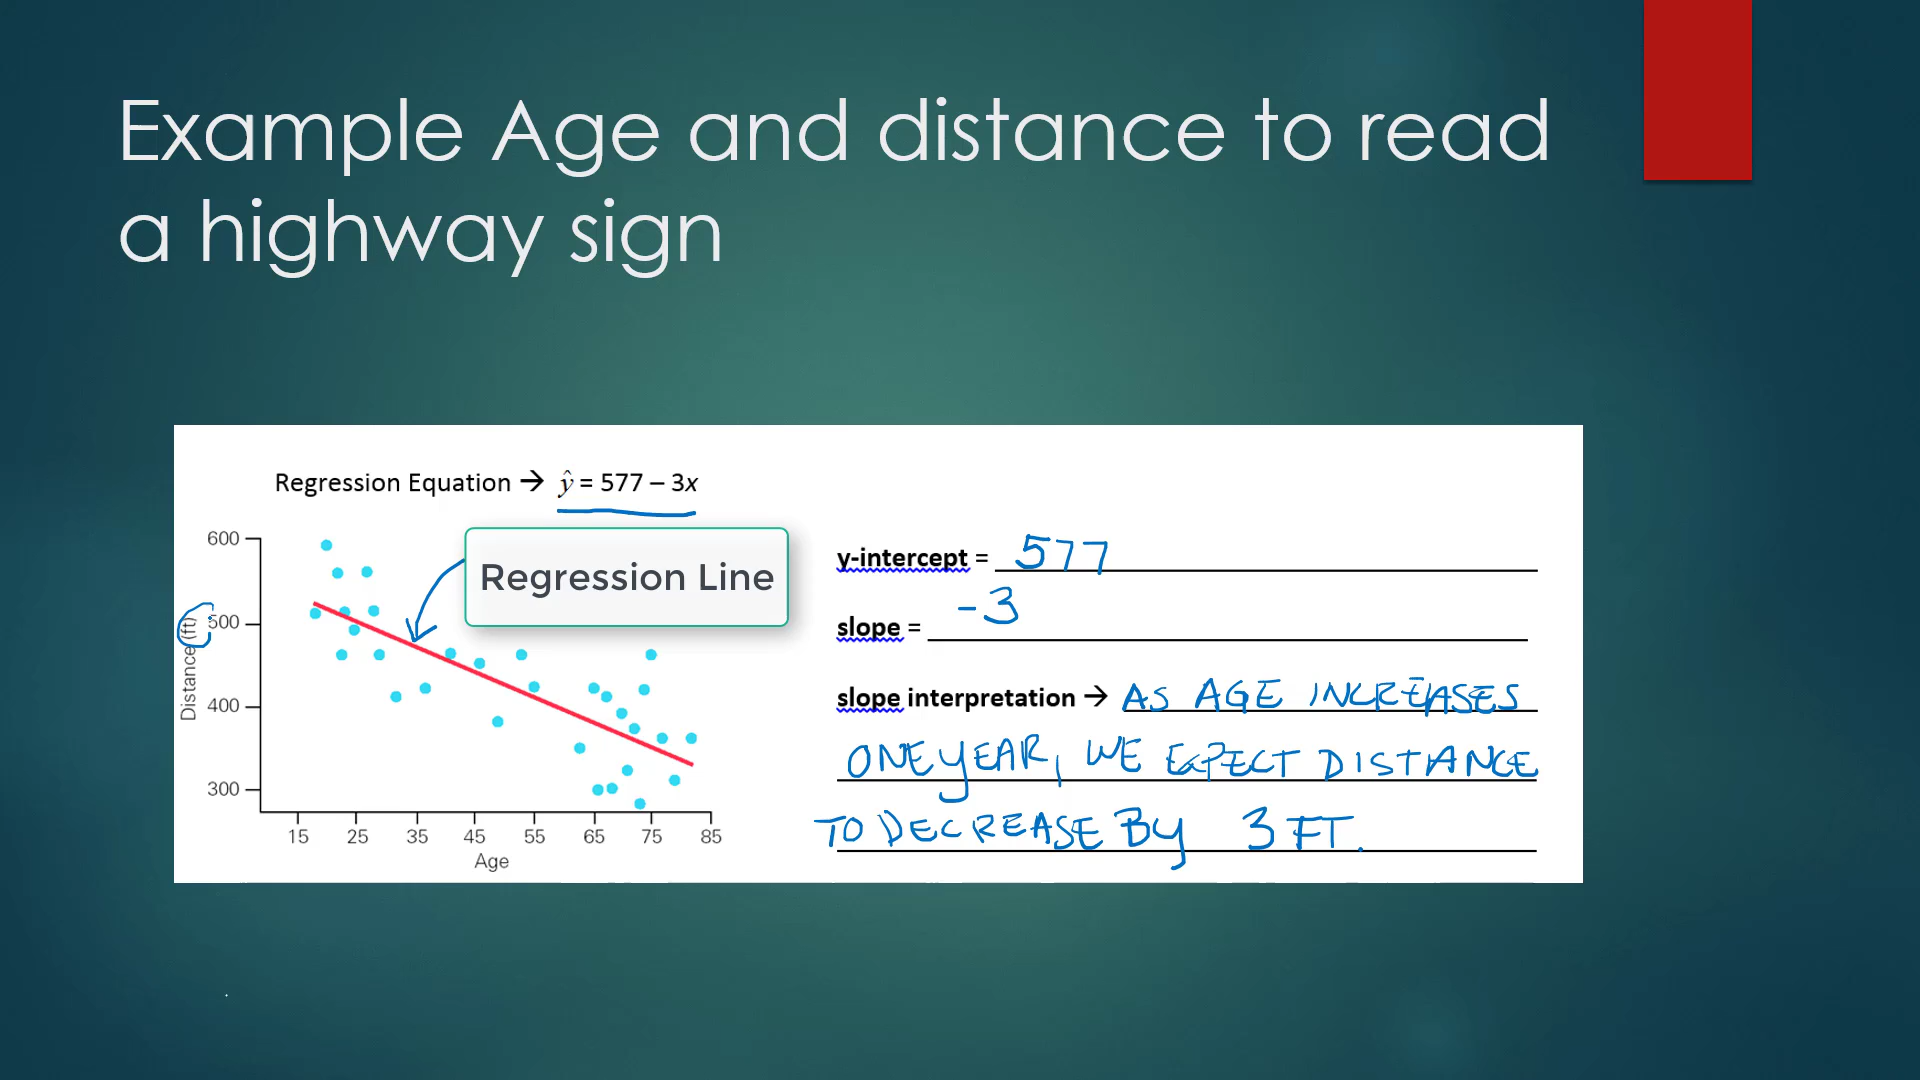 Example Age and distance to read
a highway sign
Regression Equation → ŷ = 577 – 3x
Regression Line
600
500
400
300
Distance (ft)
15 25 35 45 55 65 75 85
Age
y-intercept = 577
slope = -3
slope interpretation → AS AGE INCREASES
ONE YEAR, WE EXPECT DISTANCE
TO DECREASE BY 3 FT.